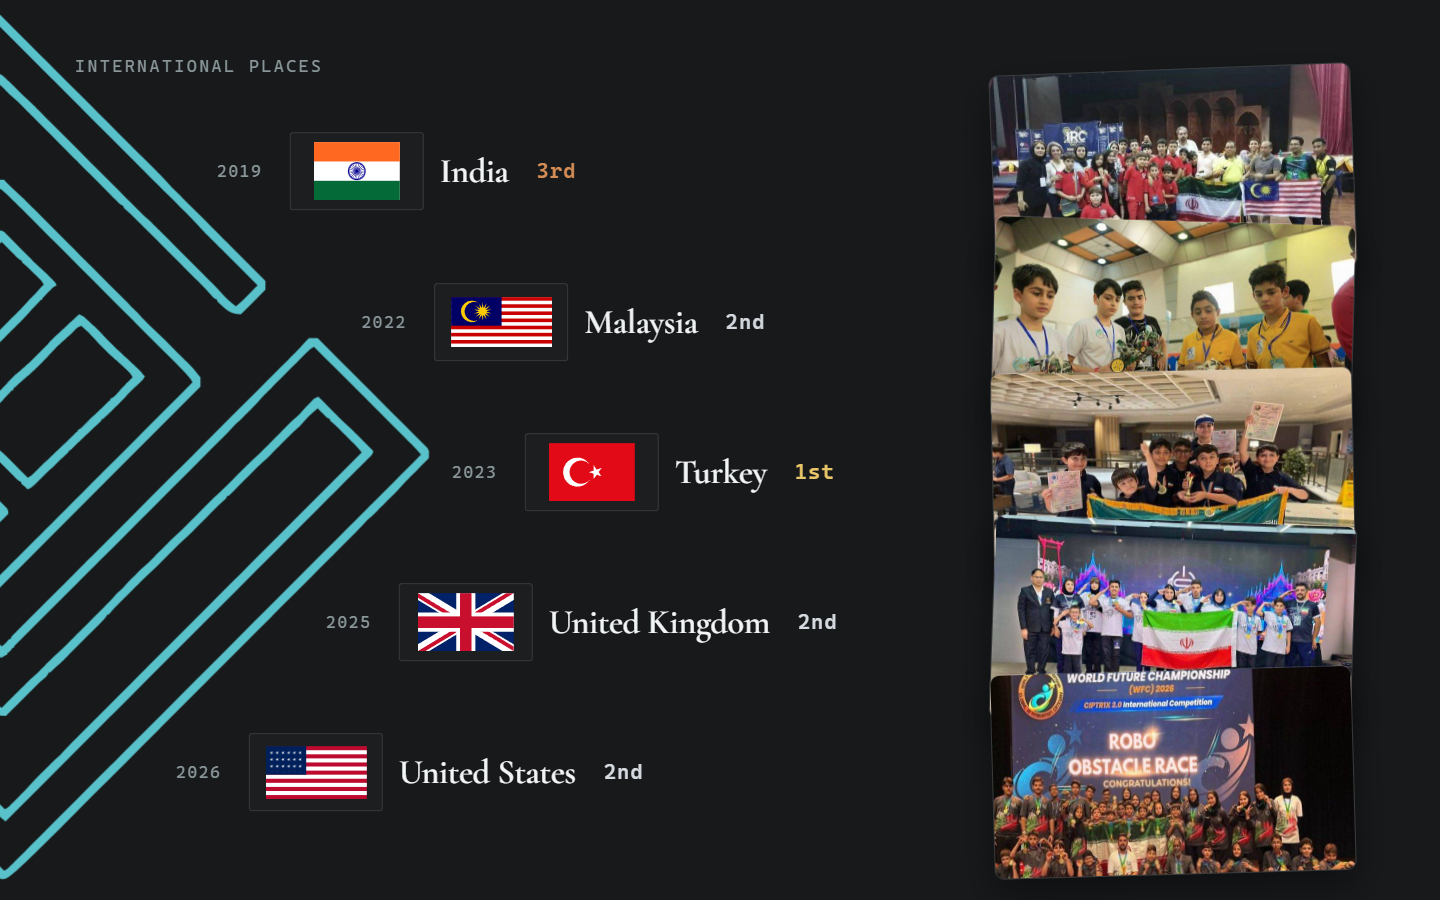 INTERNATIONAL PLACES
2019 India 3rd
2022 Malaysia 2nd
2023 Turkey 1st
2025 United Kingdom 2nd
2026 United States 2nd
IRC
WORLD FUTURE CHAMPIONSHIP
(WFC) 2026
CIPTR1X 2.0 International Competition
ROBO
OBSTACLE RACE
CONGRATULATIONS!